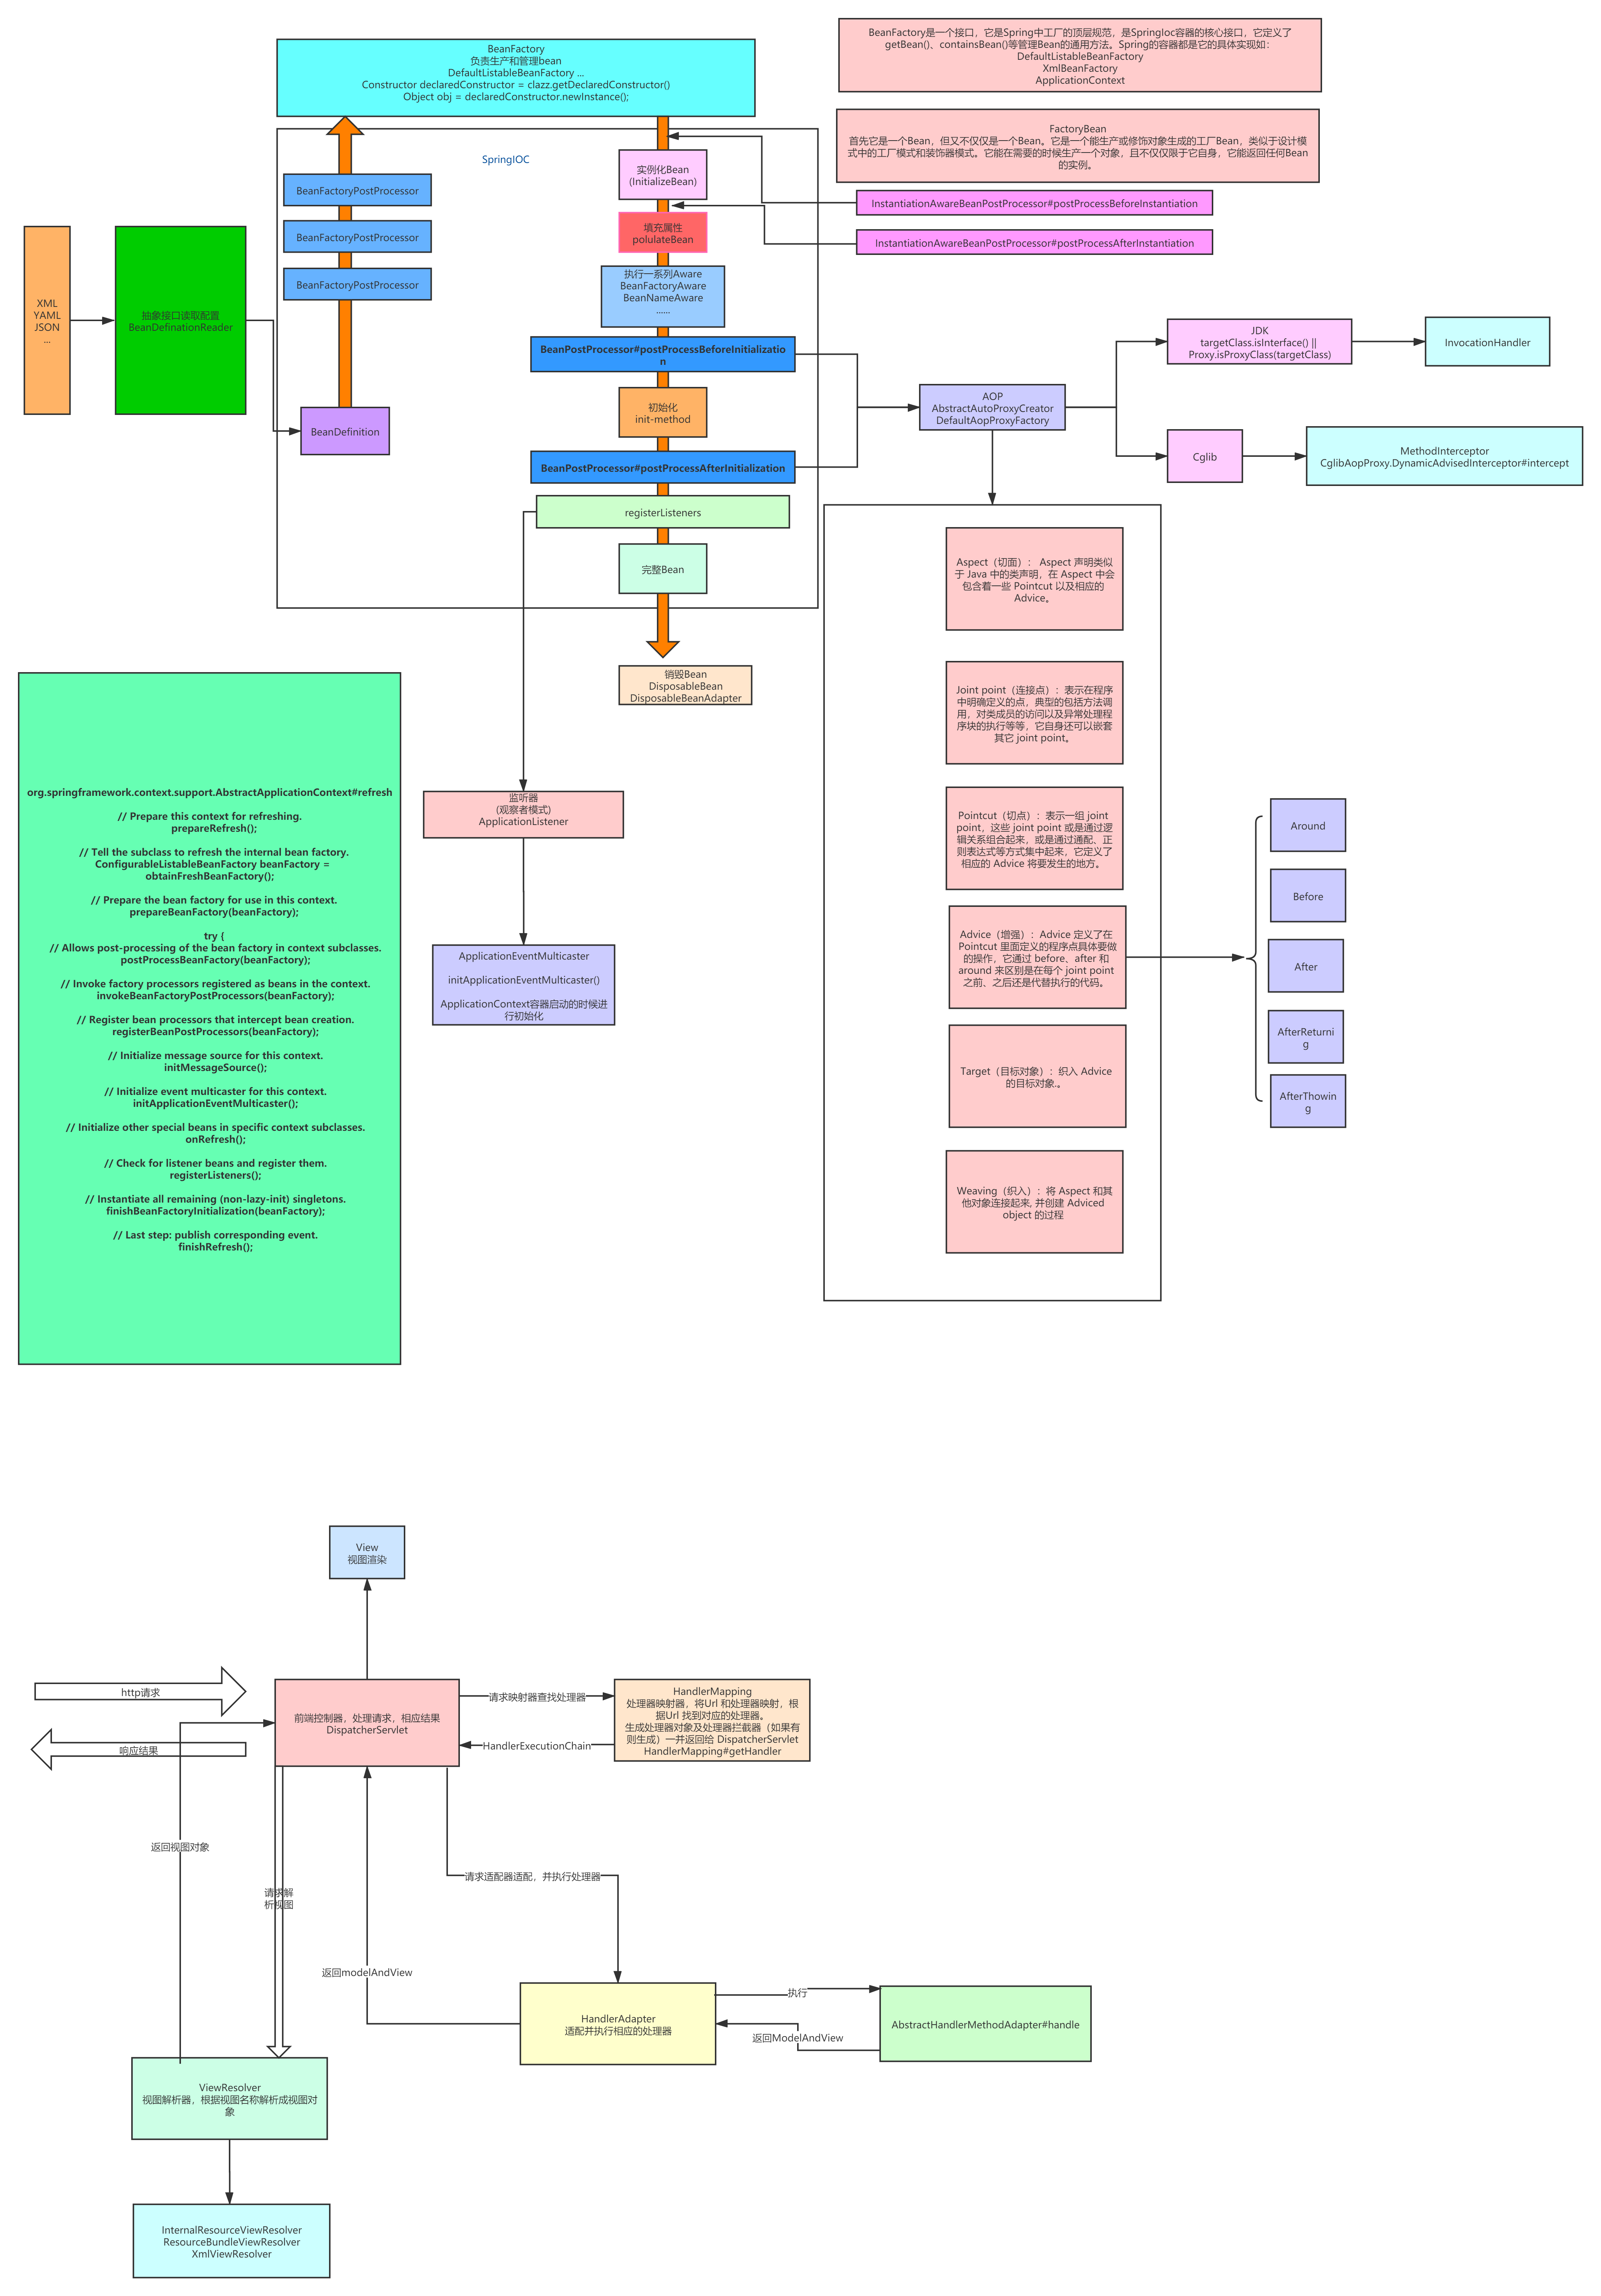 BeanFactory
负责生产和管理bean
DefaultListableBeanFactory ...
Constructor declaredConstructor = clazz.getDeclaredConstructor()
Object obj = declaredConstructor.newInstance();
BeanFactory是一个接口，它是Spring中工厂的顶层规范，是SpringIoc容器的核心接口，它定义了
getBean()、containsBean()等管理Bean的通用方法。Spring的容器都是它的具体实现如：
DefaultListableBeanFactory
XmlBeanFactory
ApplicationContext
FactoryBean
首先它是一个Bean，但又不仅仅是一个Bean。它是一个能生产或修饰对象生成的工厂Bean，类似于设计模
式中的工厂模式和装饰器模式。它能在需要的时候生产一个对象，且不仅仅限于它自身，它能返回任何Bean
的实例。
SpringIOC
BeanFactoryPostProcessor
BeanFactoryPostProcessor
BeanFactoryPostProcessor
实例化Bean
(InitializeBean)
填充属性
polulateBean
InstantiationAwareBeanPostProcessor#postProcessBeforeInstantiation
InstantiationAwareBeanPostProcessor#postProcessAfterInstantiation
执行一系列Aware
BeanFactoryAware
BeanNameAware
......
XML
YAML
JSON
...
抽象接口读取配置
BeanDefinationReader
BeanDefinition
BeanPostProcessor#postProcessBeforeInitializatio
n
初始化
init-method
BeanPostProcessor#postProcessAfterInitialization
registerListeners
完整Bean
销毁Bean
DisposableBean
DisposableBeanAdapter
AOP
AbstractAutoProxyCreator
DefaultAopProxyFactory
JDK
targetClass.isInterface() ||
Proxy.isProxyClass(targetClass)
InvocationHandler
Cglib
MethodInterceptor
CglibAopProxy.DynamicAdvisedInterceptor#intercept
Aspect（切面）： Aspect 声明类似
于 Java 中的类声明，在 Aspect 中会
包含着一些 Pointcut 以及相应的
Advice。
Joint point（连接点）：表示在程序
中明确定义的点，典型的包括方法调
用，对类成员的访问以及异常处理程
序块的执行等等，它自身还可以嵌套
其它 joint point。
Pointcut（切点）：表示一组 joint
point，这些 joint point 或是通过逻
辑关系组合起来，或是通过通配、正
则表达式等方式集中起来，它定义了
相应的 Advice 将要发生的地方。
Advice（增强）：Advice 定义了在
Pointcut 里面定义的程序点具体要做
的操作，它通过 before、after 和
around 来区别是在每个 joint point
之前、之后还是代替执行的代码。
Target（目标对象）：织入 Advice
的目标对象.。
Weaving（织入）：将 Aspect 和其
他对象连接起来, 并创建 Adviced
object 的过程
Around
Before
After
AfterReturni
g
AfterThowin
g
监听器
(观察者模式)
ApplicationListener
ApplicationEventMulticaster
initApplicationEventMulticaster()
ApplicationContext容器启动的时候进
行初始化
org.springframework.context.support.AbstractApplicationContext#refresh
// Prepare this context for refreshing.
prepareRefresh();
// Tell the subclass to refresh the internal bean factory.
ConfigurableListableBeanFactory beanFactory =
obtainFreshBeanFactory();
// Prepare the bean factory for use in this context.
prepareBeanFactory(beanFactory);
try {
// Allows post-processing of the bean factory in context subclasses.
postProcessBeanFactory(beanFactory);
// Invoke factory processors registered as beans in the context.
invokeBeanFactoryPostProcessors(beanFactory);
// Register bean processors that intercept bean creation.
registerBeanPostProcessors(beanFactory);
// Initialize message source for this context.
initMessageSource();
// Initialize event multicaster for this context.
initApplicationEventMulticaster();
// Initialize other special beans in specific context subclasses.
onRefresh();
// Check for listener beans and register them.
registerListeners();
// Instantiate all remaining (non-lazy-init) singletons.
finishBeanFactoryInitialization(beanFactory);
// Last step: publish corresponding event.
finishRefresh();
View
视图渲染
http请求
响应结果
前端控制器，处理请求，相应结果
DispatcherServlet
请求映射器查找处理器
HandlerExecutionChain
HandlerMapping
处理器映射器，将Url 和处理器映射，根
据Url 找到对应的处理器。
生成处理器对象及处理器拦截器（如果有
则生成）一并返回给 DispatcherServlet
HandlerMapping#getHandler
返回视图对象
请求解
析视图
请求适配器适配，并执行处理器
返回modelAndView
HandlerAdapter
适配并执行相应的处理器
执行
返回ModelAndView
AbstractHandlerMethodAdapter#handle
ViewResolver
视图解析器，根据视图名称解析成视图对
象
InternalResourceViewResolver
ResourceBundleViewResolver
XmlViewResolver